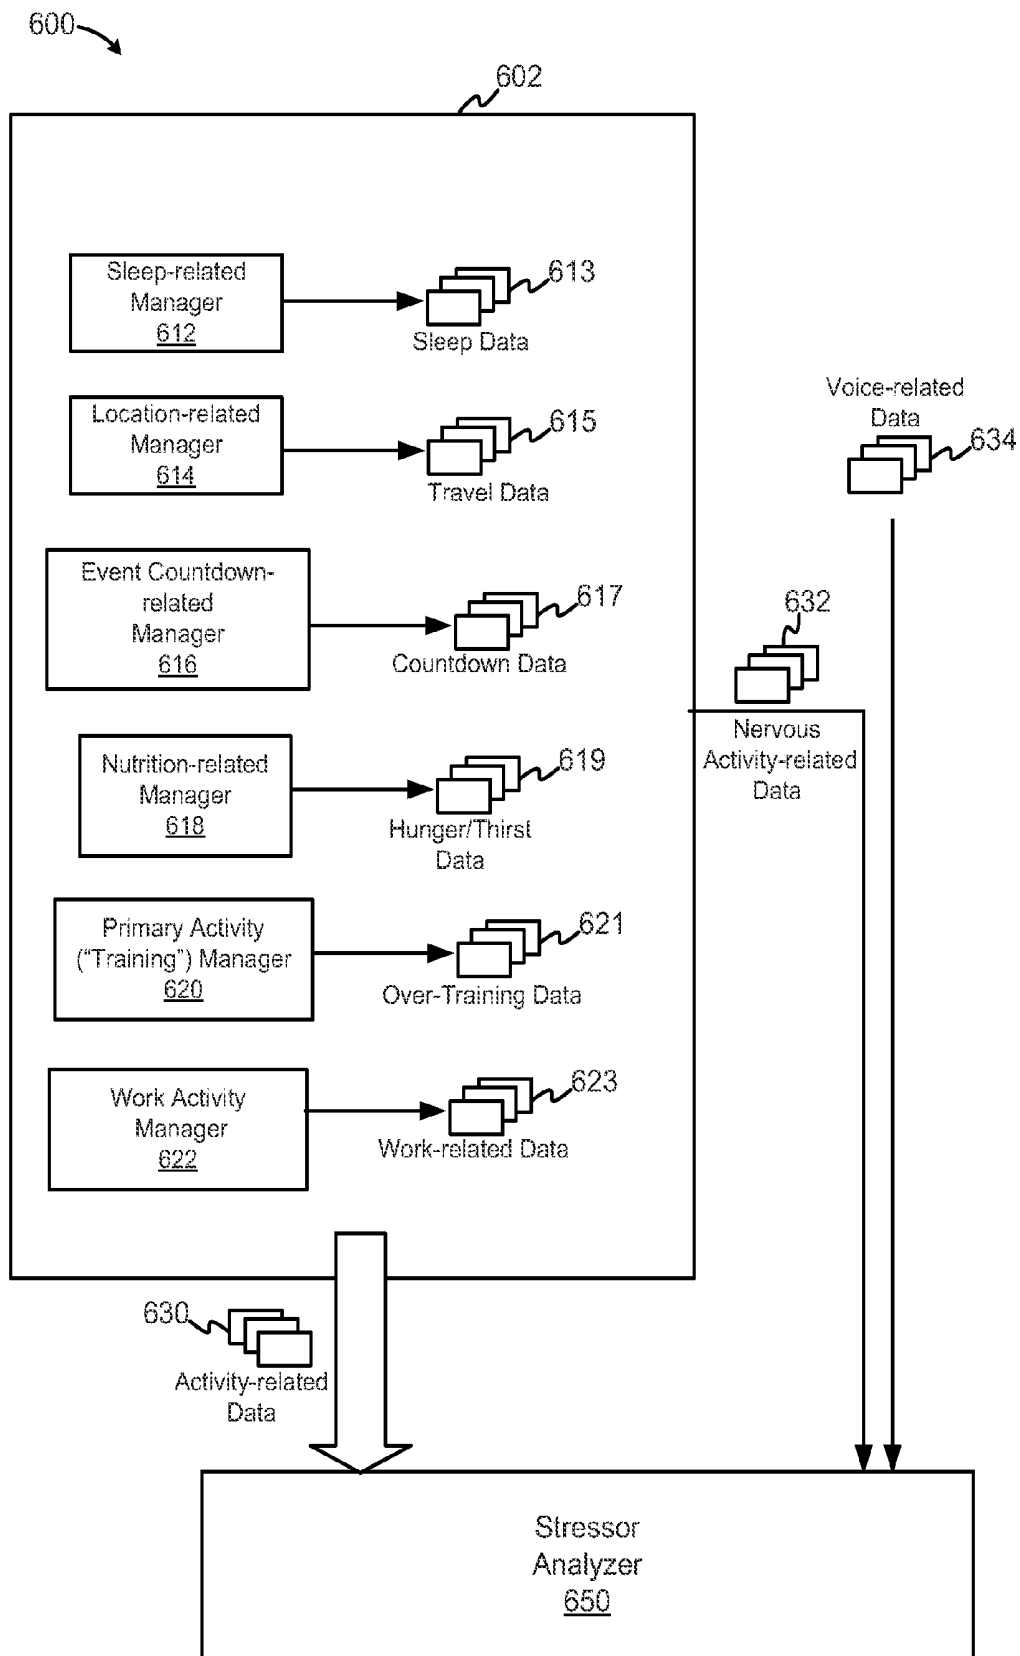 600
602
Sleep-related
Manager
612
613
Sleep Data
Location-related
Manager
614
615
Travel Data
Voice-related
Data
634
Event Countdown-
related
Manager
616
617
Countdown Data
632
Nervous
Activity-related
Data
Nutrition-related
Manager
618
619
Hunger/Thirst
Data
Primary Activity
(“Training”) Manager
620
621
Over-Training Data
Work Activity
Manager
622
623
Work-related Data
630
Activity-related
Data
Stressor
Analyzer
650